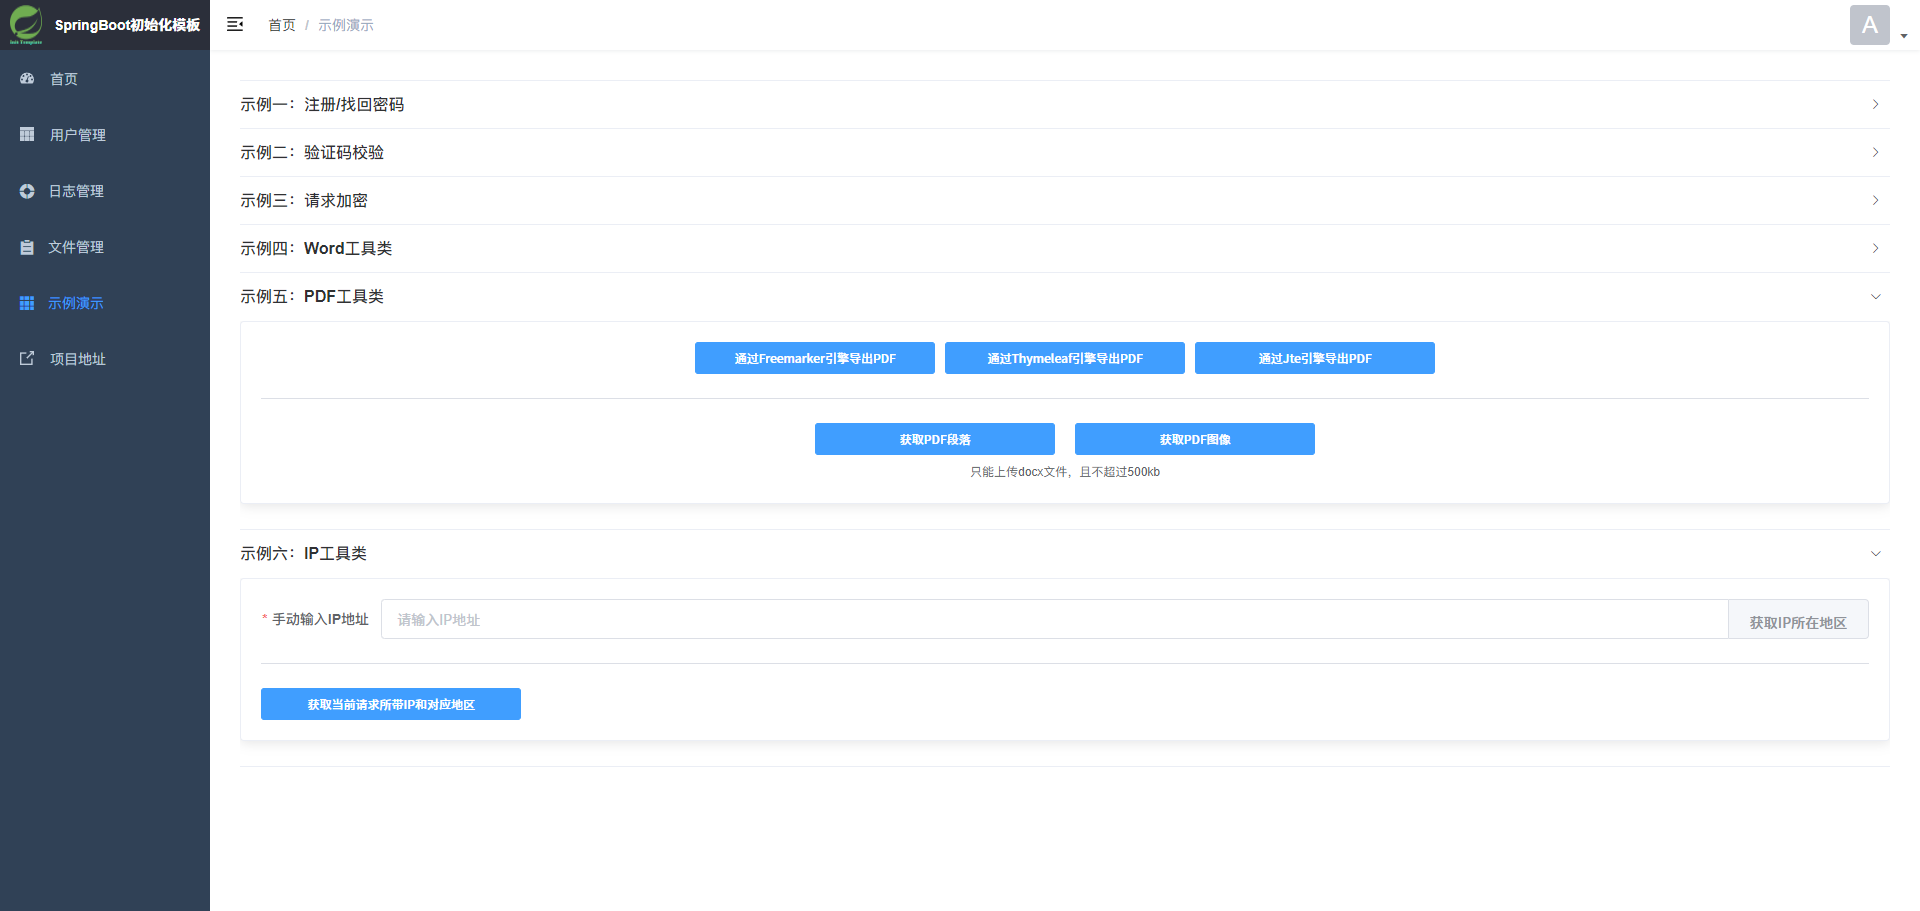 SpringBoot初始化模板
首页 / 示例演示
A
首页
用户管理
日志管理
文件管理
示例演示
项目地址
示例一：注册/找回密码
示例二：验证码校验
示例三：请求加密
示例四：Word工具类
示例五：PDF工具类
通过Freemarker引擎导出PDF
通过Thymeleaf引擎导出PDF
通过Jte引擎导出PDF
获取PDF段落
获取PDF图像
只能上传docx文件，且不超过500kb
示例六：IP工具类
* 手动输入IP地址
请输入IP地址
获取IP所在地区
获取当前请求所带IP和对应地区